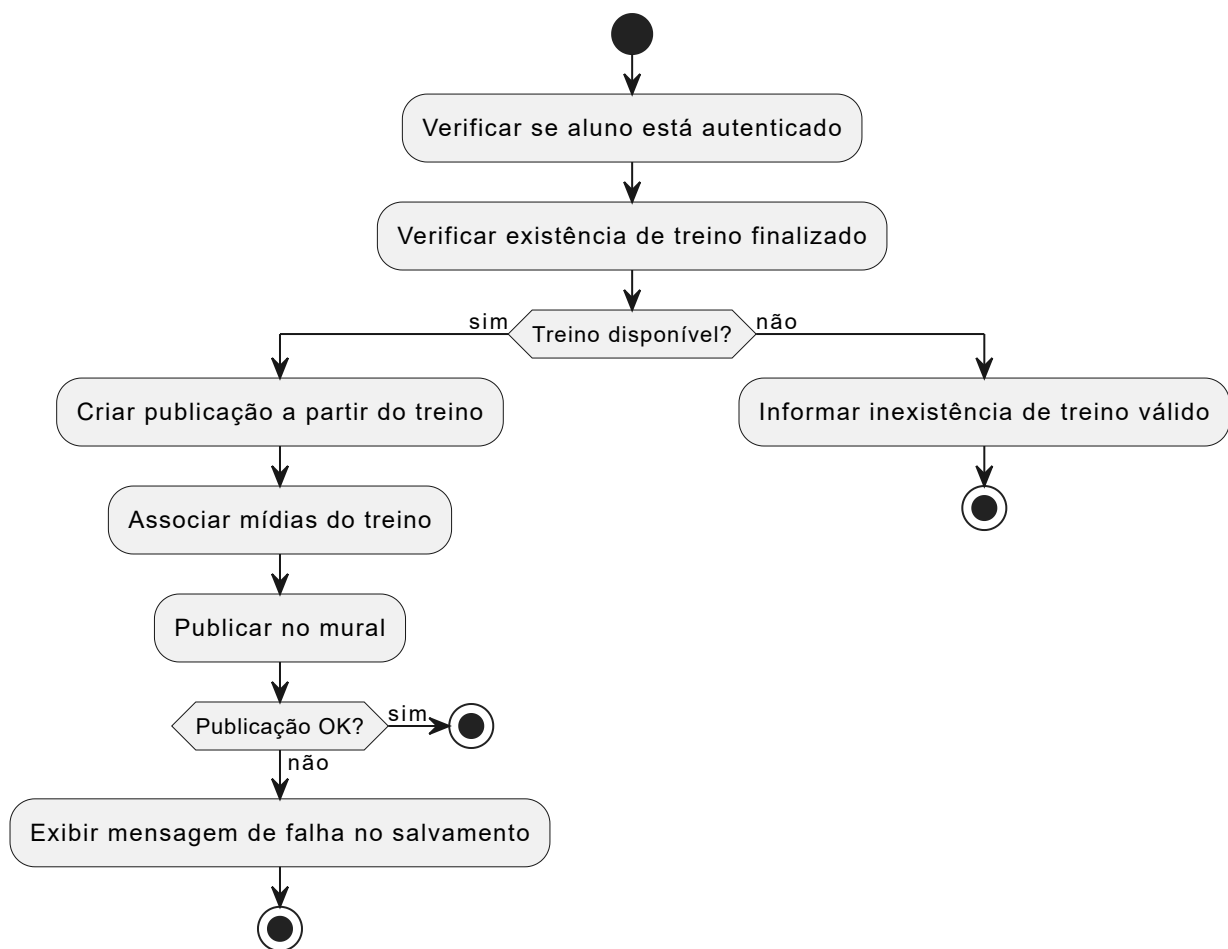 Verificar se aluno está autenticado
Verificar existência de treino finalizado
sim
Treino disponível?
não
Criar publicação a partir do treino
Informar inexistência de treino válido
Associar mídias do treino
Publicar no mural
Publicação OK?
sim
não
Exibir mensagem de falha no salvamento